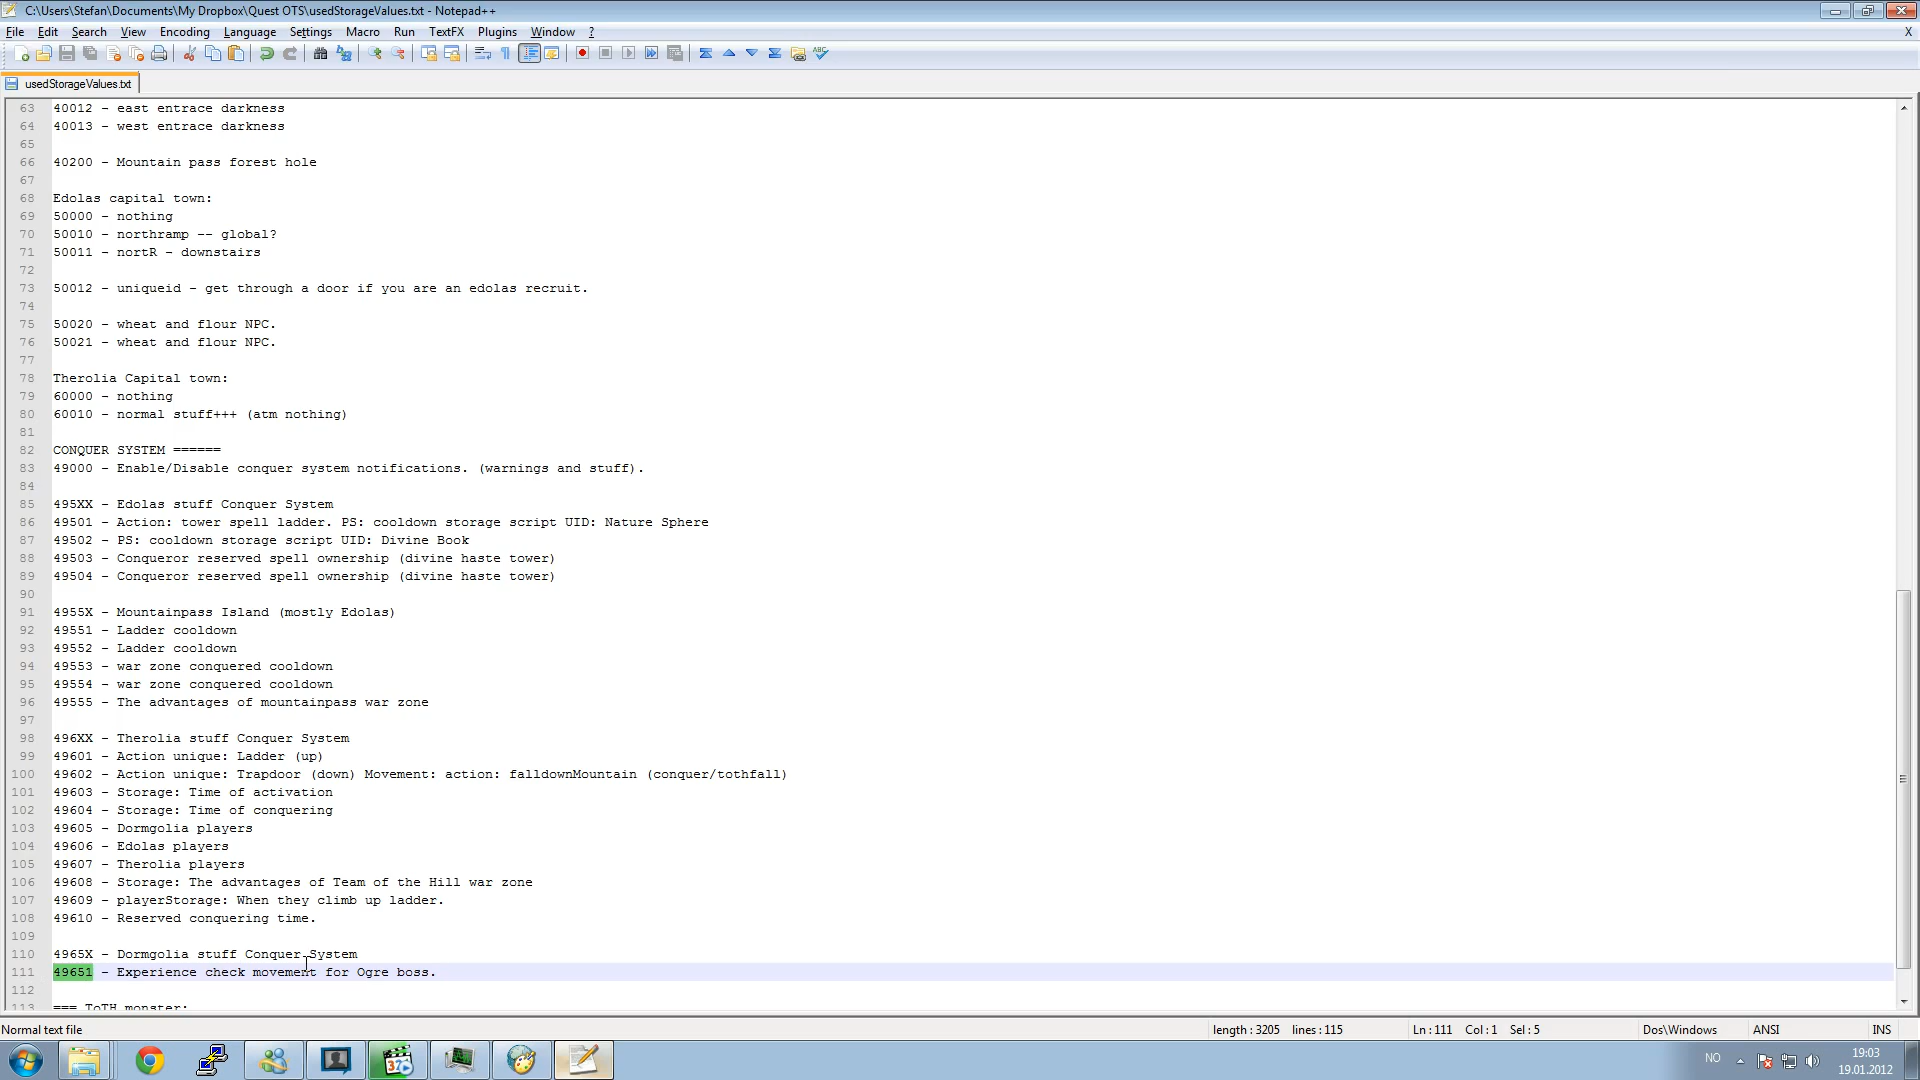 C:\Users\Stefan\Documents\My Dropbox\Quest OTS\usedStorageValues.txt - Notepad++
File Edit Search View Encoding Language Settings Macro Run TextFX Plugins Window ? X
usedStorageValues.txt
63 40012 - east entrace darkness
64 40013 - west entrace darkness
65
66 40200 - Mountain pass forest hole
67
68 Edolas capital town:
69 50000 - nothing
70 50010 - northramp -- global?
71 50011 - nortR - downstairs
72
73 50012 - uniqueid - get through a door if you are an edolas recruit.
74
75 50020 - wheat and flour NPC.
76 50021 - wheat and flour NPC.
77
78 Therolia Capital town:
79 60000 - nothing
80 60010 - normal stuff+++ (atm nothing)
81
82 CONQUER SYSTEM ======
83 49000 - Enable/Disable conquer system notifications. (warnings and stuff).
84
85 495XX - Edolas stuff Conquer System
86 49501 - Action: tower spell ladder. PS: cooldown storage script UID: Nature Sphere
87 49502 - PS: cooldown storage script UID: Divine Book
88 49503 - Conqueror reserved spell ownership (divine haste tower)
89 49504 - Conqueror reserved spell ownership (divine haste tower)
90
91 4955X - Mountainpass Island (mostly Edolas)
92 49551 - Ladder cooldown
93 49552 - Ladder cooldown
94 49553 - war zone conquered cooldown
95 49554 - war zone conquered cooldown
96 49555 - The advantages of mountainpass war zone
97
98 496XX - Therolia stuff Conquer System
99 49601 - Action unique: Ladder (up)
100 49602 - Action unique: Trapdoor (down) Movement: action: falldownMountain (conquer/tothfall)
101 49603 - Storage: Time of activation
102 49604 - Storage: Time of conquering
103 49605 - Dormgolia players
104 49606 - Edolas players
105 49607 - Therolia players
106 49608 - Storage: The advantages of Team of the Hill war zone
107 49609 - playerStorage: When they climb up ladder.
108 49610 - Reserved conquering time.
109
110 4965X - Dormgolia stuff Conquer System
111 49651 - Experience check movement for Ogre boss.
112
113 === ToTH monster:
Normal text file length : 3205 lines : 115 Ln : 111 Col : 1 Sel : 5 Dos\Windows ANSI INS
NO 19:03
19.01.2012